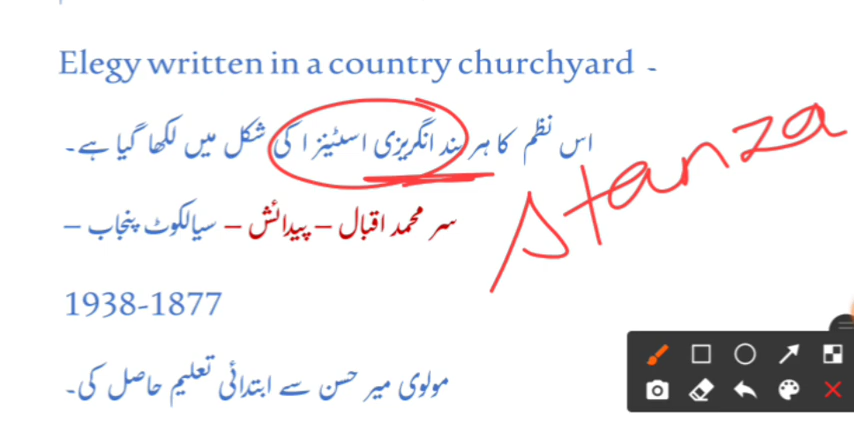 Elegy written in a country churchyard -
اس نظم کا ہر بند انگریزی اسٹینز ا کی شکل میں لکھا گیا ہے۔
Stanza
سر محمد اقبال – پیدائش – سیالکوٹ پنجاب –
1938-1877
مولوی میر حسن سے ابتدائی تعلیم حاصل کی۔